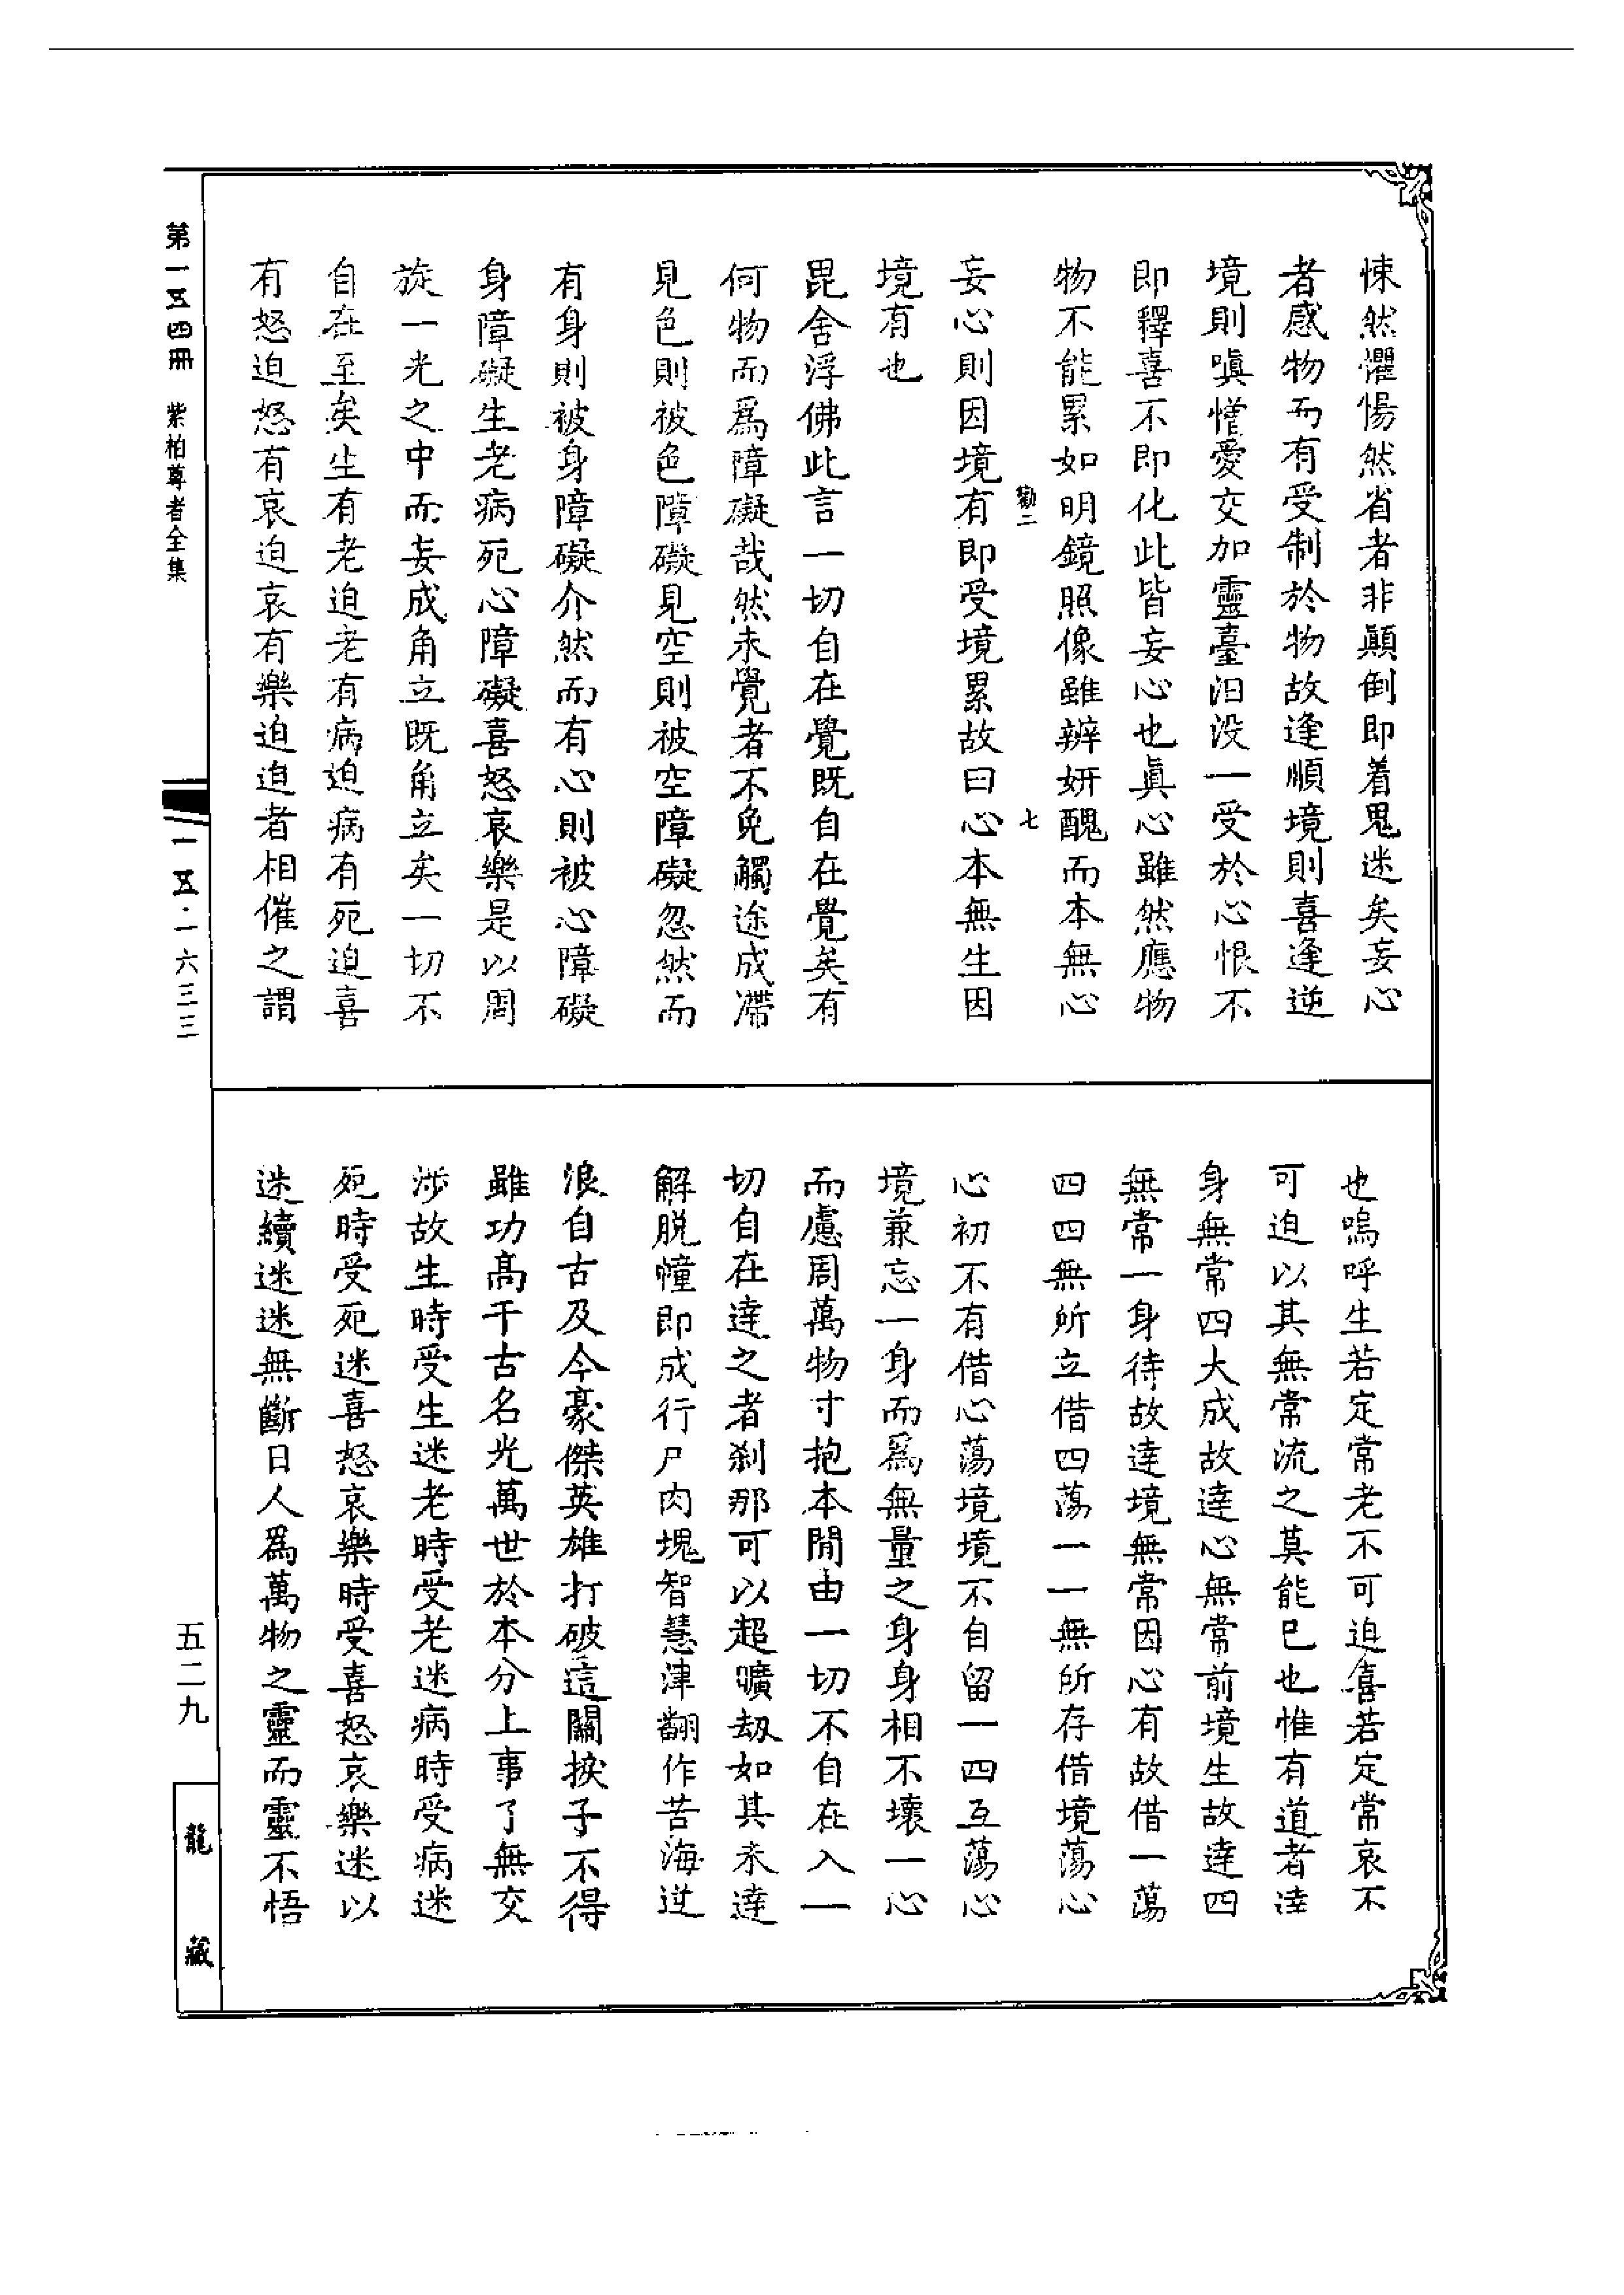 悚然懼惕然省者非顛倒即着鬼迷矣妄心
者感物而有受制於物故逢順境則喜逢逆
境則嗔憎愛交加靈臺汩没一受於心恨不
即釋喜不即化此皆妄心也眞心雖然應物
物不能累如明鏡照像雖辨妍醜而本無心
勸二 七
妄心則因境有即受境累故曰心本無生因
境有也
毘舍浮佛此言一切自在覺既自在覺矣有
何物而爲障礙哉然未覺者不免觸途成滯
見色則被色障礙見空則被空障礙忽然而
有身則被身障礙介然而有心則被心障礙
身障礙生老病死心障礙喜怒哀樂是以周
旋一光之中而妄成角立既角立矣一切不
自在至矣生有老迫老有病迫病有死迫喜
有怒迫怒有哀迫哀有樂迫迫者相催之謂
也嗚呼生若定常老不可迫喜若定常哀不
可迫以其無常流之莫能已也惟有道者達
身無常四大成故達心無常前境生故達四
無常一身待故達境無常因心有故借一蕩
四四無所立借四蕩一一無所存借境蕩心
心初不有借心蕩境境不自留一四互蕩心
境兼忘一身而爲無量之身身相不壞一心
而慮周萬物寸抱本閒由一切不自在入一
切自在達之者刹那可以超曠刼如其未達
解脱幢即成行尸肉塊智慧津翻作苦海逆
浪自古及今豪傑英雄打破這關捩子不得
雖功高千古名光萬世於本分上事了無交
涉故生時受生迷老時受老迷病時受病迷
死時受死迷喜怒哀樂時受喜怒哀樂迷以
迷續迷迷無斷日人爲萬物之靈而靈不悟
第一五四冊 紫柏尊者全集
一五·一六三三
五二九
龍藏